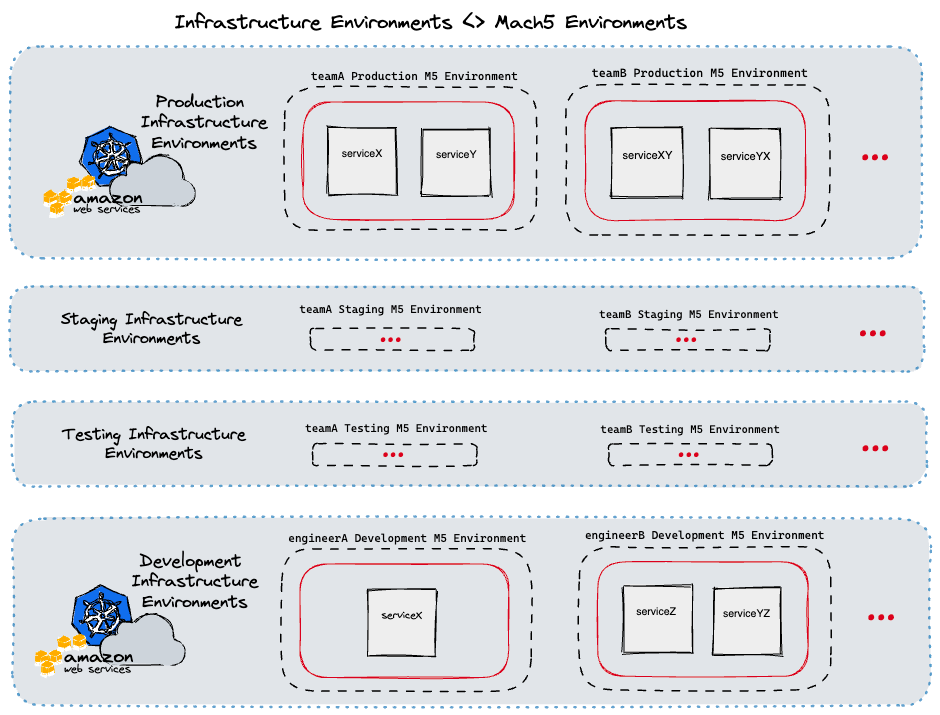 Infrastructure Environments <> Mach5 Environments
teamA Production M5 Environment
teamB Production M5 Environment
Production
Infrastructure
Environments
serviceX
serviceY
serviceXY
serviceYX
amazon
web services
Staging Infrastructure
Environments
teamA Staging M5 Environment
teamB Staging M5 Environment
Testing Infrastructure
Environments
teamA Testing M5 Environment
teamB Testing M5 Environment
engineerA Development M5 Environment
engineerB Development M5 Environment
Development
Infrastructure
Environments
serviceX
serviceZ
serviceYZ
amazon
web services